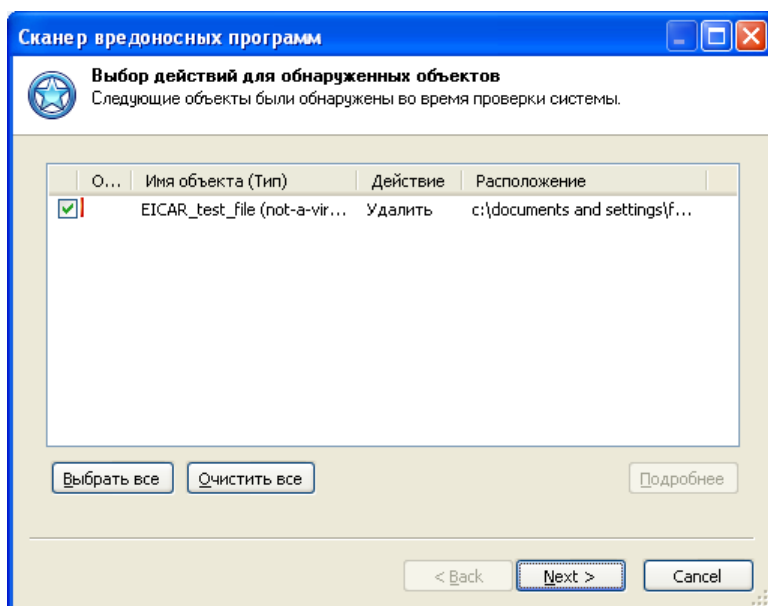 Сканер вредоносных программ
Выбор действий для обнаруженных объектов
Следующие объекты были обнаружены во время проверки системы.
О... Имя объекта (Тип) Действие Расположение
EICAR_test_file (not-a-vir... Удалить c:\documents and settings\f...
Выбрать все Очистить все Подробнее
< Back Next > Cancel